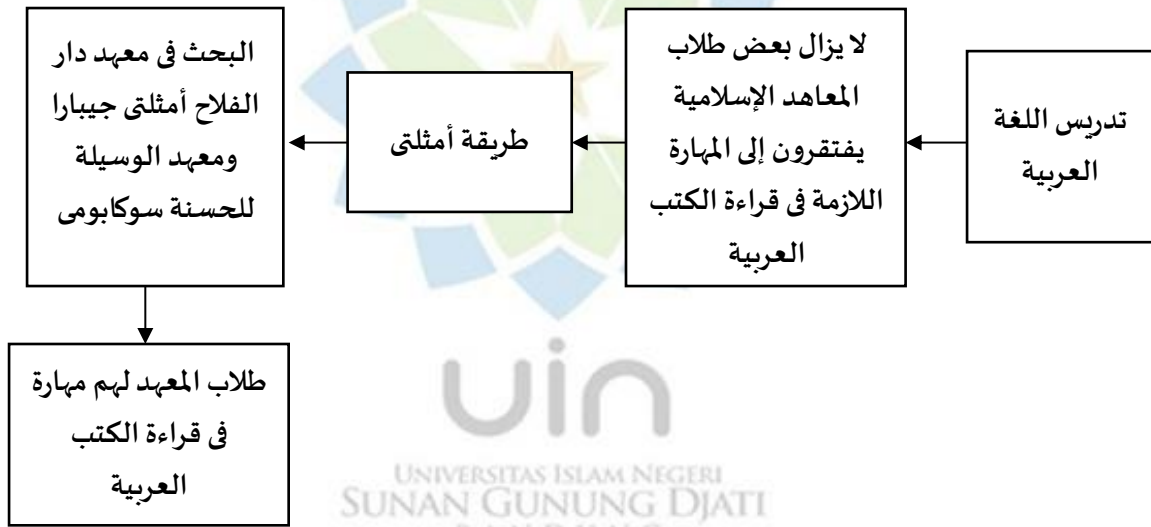 تدريس اللغة
العربية
لا يزال بعض طلاب
المعاهد الإسلامية
يفتقرون إلى المهارة
اللازمة فى قراءة الكتب
العربية
طريقة أمثلتى
البحث فى معهد دار
الفلاح أمثلتى جيبارا
ومعهد الوسيلة
للحسنة سوكابومى
طلاب المعهد لهم مهارة
فى قراءة الكتب
العربية
uin
UNIVERSITAS ISLAM NEGERI
SUNAN GUNUNG DJATI